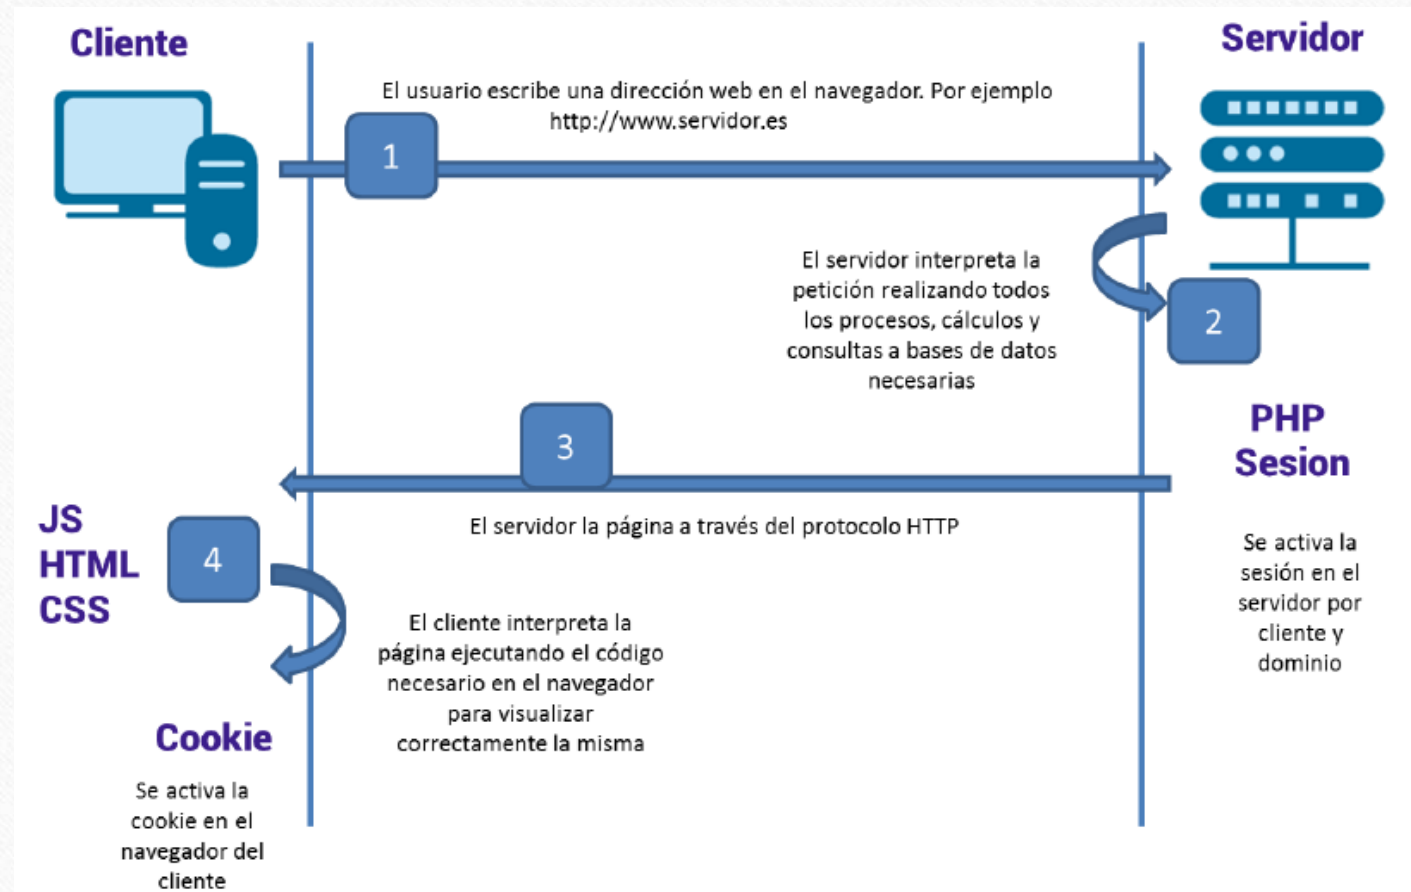 Cliente
Servidor
El usuario escribe una dirección web en el navegador. Por ejemplo
http://www.servidor.es
1
El servidor interpreta la
petición realizando todos
los procesos, cálculos y
consultas a bases de datos
necesarias
2
PHP
Sesion
3
El servidor la página a través del protocolo HTTP
Se activa la
sesión en el
servidor por
cliente y
dominio
JS
HTML
CSS
4
El cliente interpreta la
página ejecutando el código
necesario en el navegador
para visualizar
correctamente la misma
Cookie
Se activa la
cookie en el
navegador del
cliente